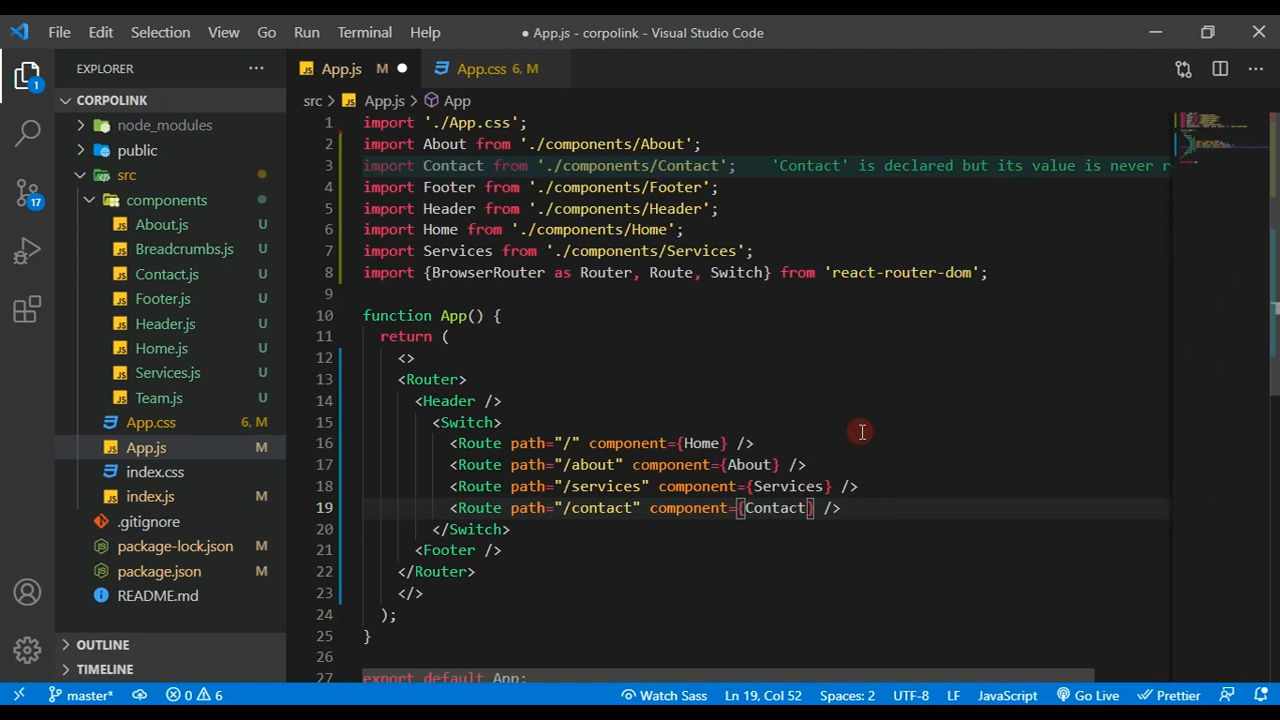 File Edit Selection View Go Run Terminal Help
● App.js - corpolink - Visual Studio Code
EXPLORER
CORPOLINK
node_modules
public
src
components
About.js U
Breadcrumbs.js U
Contact.js U
Footer.js U
Header.js U
Home.js U
Services.js U
Team.js U
App.css 6, M
App.js M
index.css
index.js M
.gitignore
package-lock.json M
package.json M
README.md
OUTLINE
TIMELINE
1
17
App.js M
App.css 6, M
src > App.js > App
1 import './App.css';
2 import About from './components/About';
3 import Contact from './components/Contact'; 'Contact' is declared but its value is never r
4 import Footer from './components/Footer';
5 import Header from './components/Header';
6 import Home from './components/Home';
7 import Services from './components/Services';
8 import {BrowserRouter as Router, Route, Switch} from 'react-router-dom';
9
10 function App() {
11 return (
12 <>
13 <Router>
14 <Header />
15 <Switch>
16 <Route path="/" component={Home} />
17 <Route path="/about" component={About} />
18 <Route path="/services" component={Services} />
19 <Route path="/contact" component={Contact} />
20 </Switch>
21 <Footer />
22 </Router>
23 </>
24 );
25 }
26
27 export default App;
master* 0 6 Watch Sass Ln 19, Col 52 Spaces: 2 UTF-8 LF JavaScript Go Live Prettier